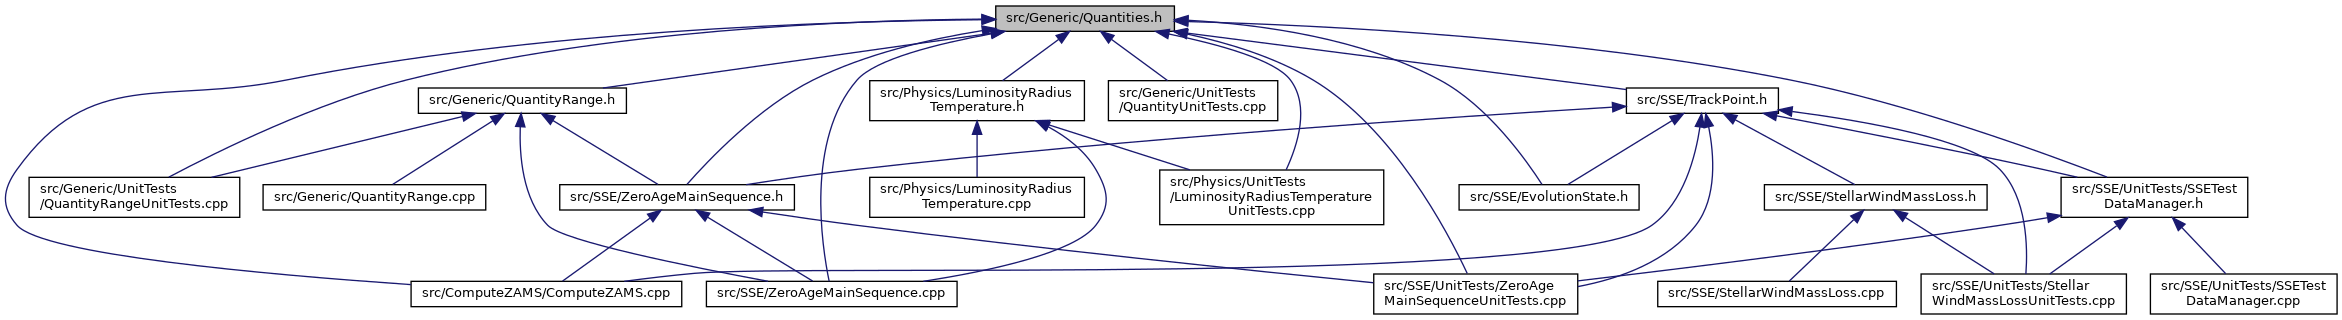 src/Generic/Quantities.h
src/Generic/QuantityRange.h
src/Physics/LuminosityRadius
Temperature.h
src/Generic/UnitTests
/QuantityUnitTests.cpp
src/SSE/TrackPoint.h
src/Generic/UnitTests
/QuantityRangeUnitTests.cpp
src/Generic/QuantityRange.cpp
src/SSE/ZeroAgeMainSequence.h
src/Physics/LuminosityRadius
Temperature.cpp
src/Physics/UnitTests
/LuminosityRadiusTemperature
UnitTests.cpp
src/SSE/EvolutionState.h
src/SSE/StellarWindMassLoss.h
src/SSE/UnitTests/SSETest
DataManager.h
src/ComputeZAMS/ComputeZAMS.cpp
src/SSE/ZeroAgeMainSequence.cpp
src/SSE/UnitTests/ZeroAge
MainSequenceUnitTests.cpp
src/SSE/StellarWindMassLoss.cpp
src/SSE/UnitTests/Stellar
WindMassLossUnitTests.cpp
src/SSE/UnitTests/SSETest
DataManager.cpp